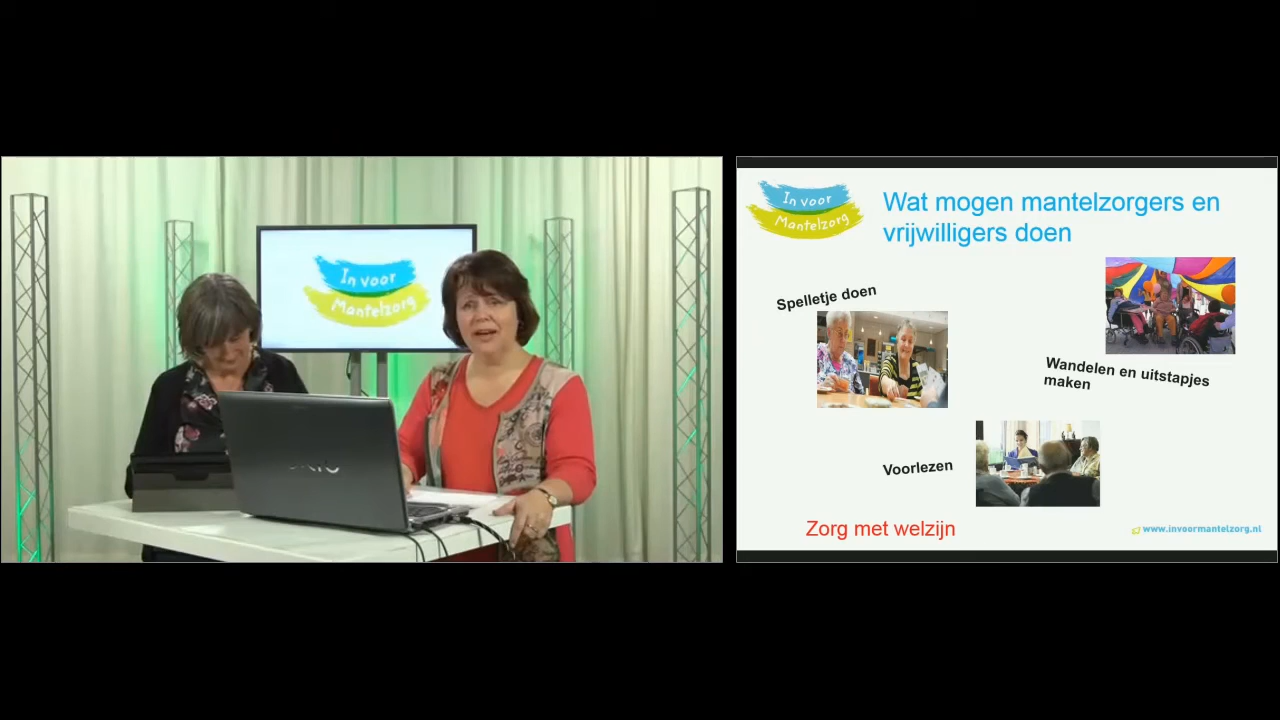 In voor
Mantelzorg
VAIO
In voor
Mantelzorg
Wat mogen mantelzorgers en
vrijwilligers doen
Spelletje doen
Wandelen en uitstapjes
maken
Voorlezen
Zorg met welzijn
www.invoormantelzorg.nl